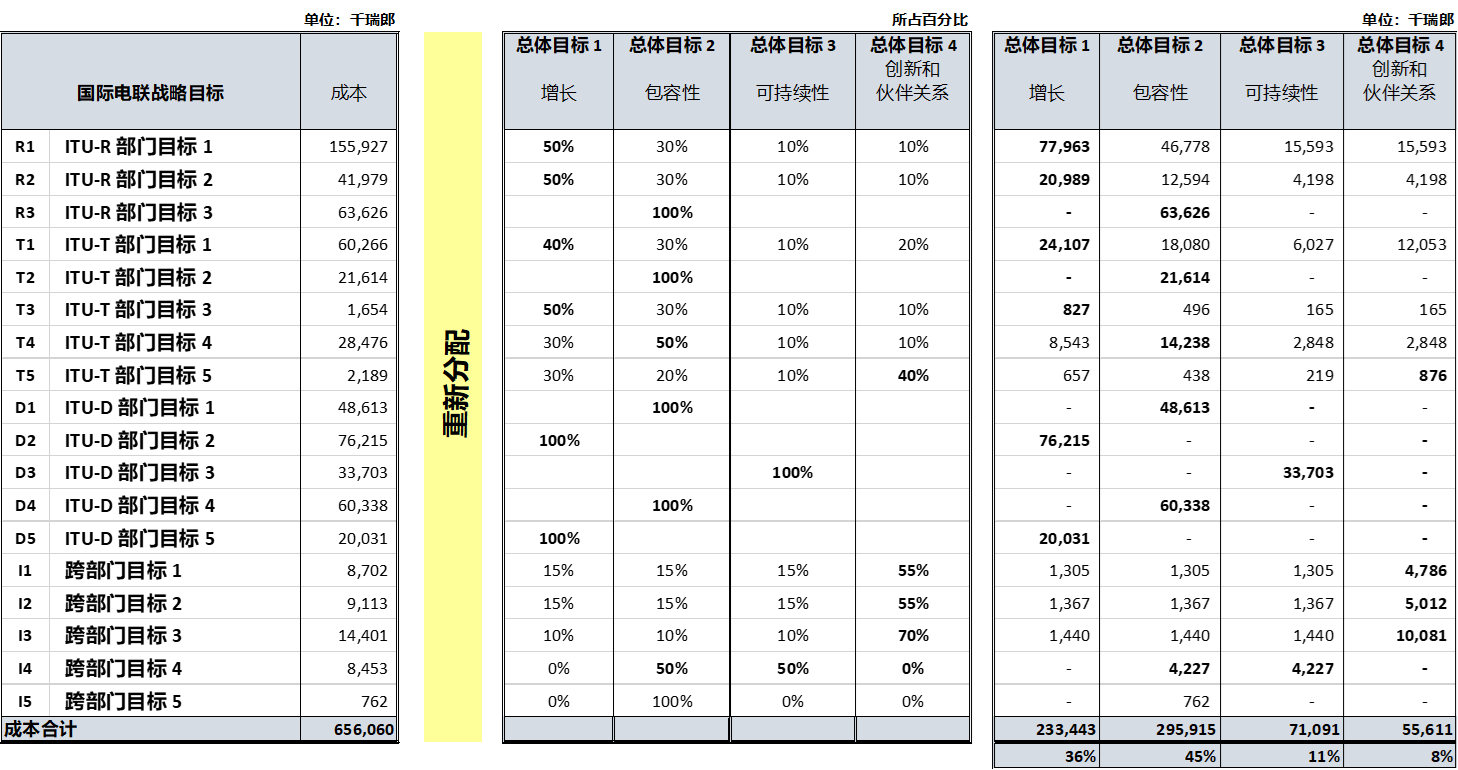 单位：千瑞郎 所占百分比 单位：千瑞郎
总体目标 1 总体目标 2 总体目标 3 总体目标 4 总体目标 1 总体目标 2 总体目标 3 总体目标 4
国际电联战略目标 成本 增长 包容性 可持续性 创新和伙伴关系 增长 包容性 可持续性 创新和伙伴关系
R1 ITU-R 部门目标 1 155,927 50% 30% 10% 10% 77,963 46,778 15,593 15,593
R2 ITU-R 部门目标 2 41,979 50% 30% 10% 10% 20,989 12,594 4,198 4,198
R3 ITU-R 部门目标 3 63,626 100% - 63,626 - -
T1 ITU-T 部门目标 1 60,266 40% 30% 10% 20% 24,107 18,080 6,027 12,053
T2 ITU-T 部门目标 2 21,614 100% - 21,614 - -
T3 ITU-T 部门目标 3 1,654 50% 30% 10% 10% 827 496 165 165
T4 ITU-T 部门目标 4 28,476 30% 50% 10% 10% 8,543 14,238 2,848 2,848
T5 ITU-T 部门目标 5 2,189 30% 20% 10% 40% 657 438 219 876
D1 ITU-D 部门目标 1 48,613 100% - 48,613 - -
D2 ITU-D 部门目标 2 76,215 100% 76,215 - - -
D3 ITU-D 部门目标 3 33,703 100% - - 33,703 -
D4 ITU-D 部门目标 4 60,338 100% - 60,338 - -
D5 ITU-D 部门目标 5 20,031 100% 20,031 - - -
I1 跨部门目标 1 8,702 15% 15% 15% 55% 1,305 1,305 1,305 4,786
I2 跨部门目标 2 9,113 15% 15% 15% 55% 1,367 1,367 1,367 5,012
I3 跨部门目标 3 14,401 10% 10% 10% 70% 1,440 1,440 1,440 10,081
I4 跨部门目标 4 8,453 0% 50% 50% 0% - 4,227 4,227 -
I5 跨部门目标 5 762 0% 100% 0% 0% - 762 - -
成本合计 656,060 233,443 295,915 71,091 55,611
36% 45% 11% 8%
重新分配